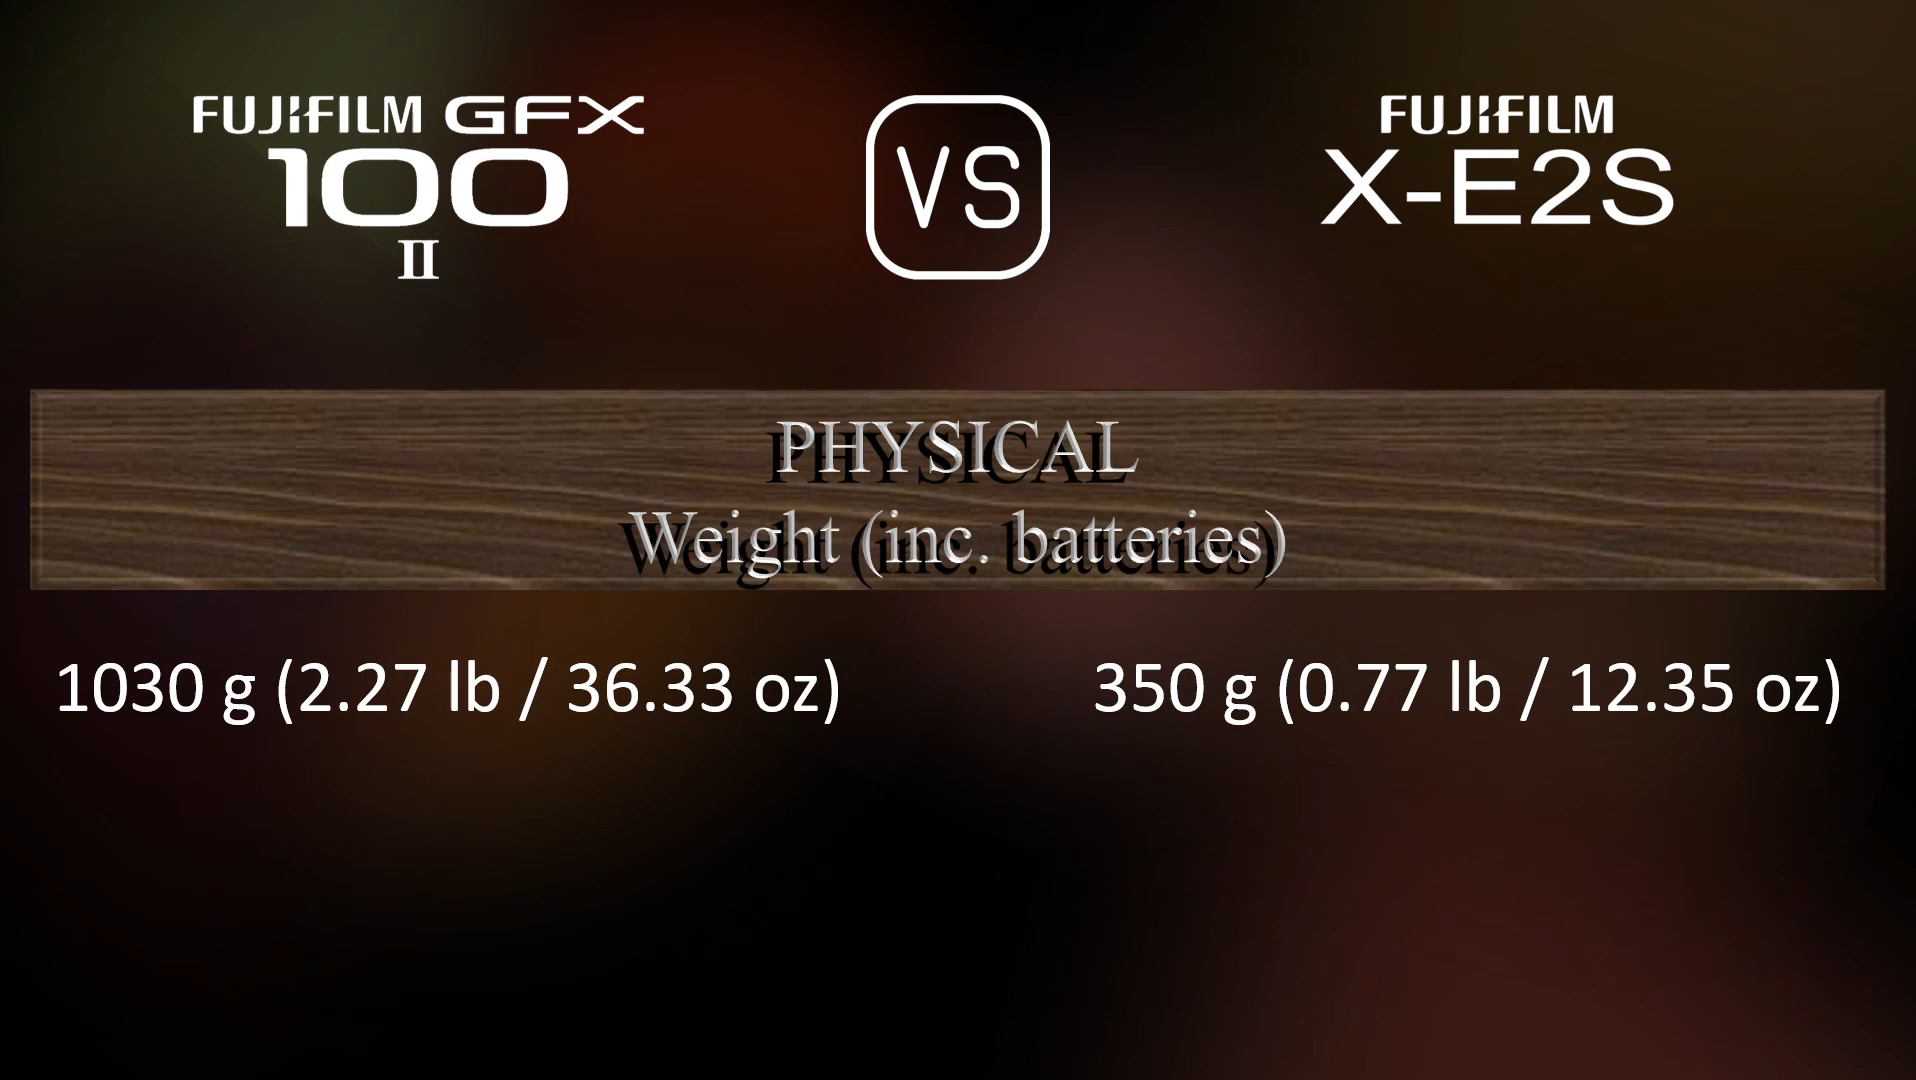 FUJIFILM GFX
100
II
VS
FUJIFILM
X-E2S
PHYSICAL
Weight (inc. batteries)
1030 g (2.27 lb / 36.33 oz)
350 g (0.77 lb / 12.35 oz)